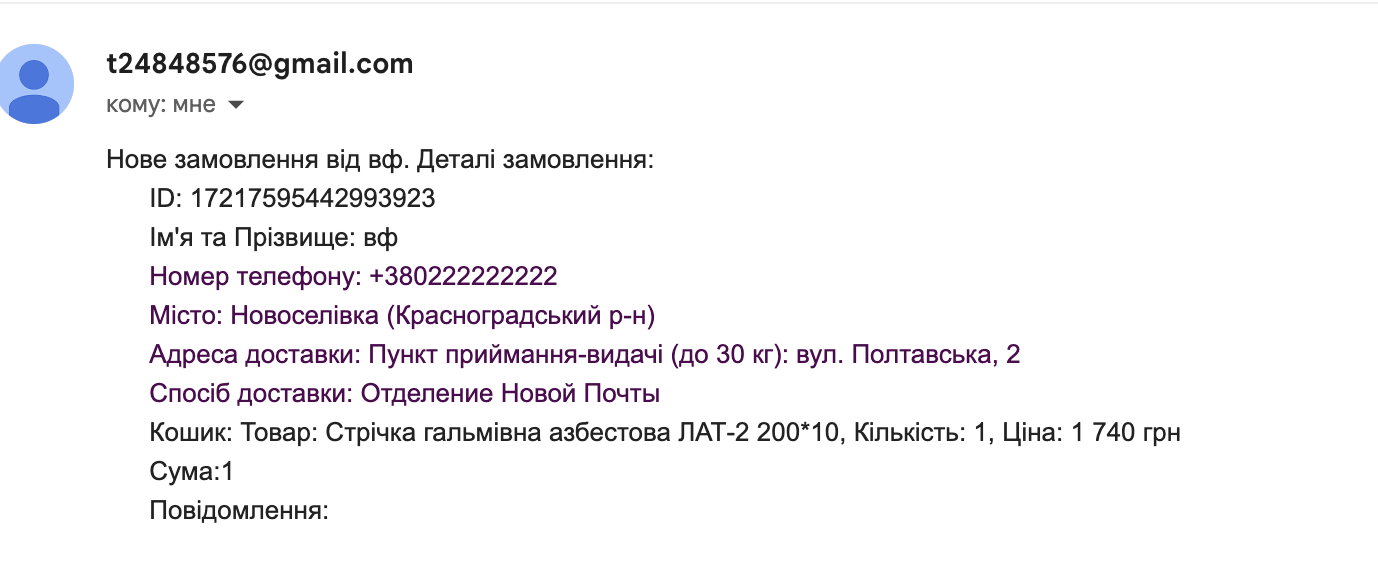 t24848576@gmail.com
кому: мне
Нове замовлення від вф. Деталі замовлення:
ID: 17217595442993923
Ім'я та Прізвище: вф
Номер телефону: +380222222222
Місто: Новоселівка (Красноградський р-н)
Адреса доставки: Пункт приймання-видачі (до 30 кг): вул. Полтавська, 2
Спосіб доставки: Отделение Новой Почты
Кошик: Товар: Стрічка гальмівна азбестова ЛАТ-2 200*10, Кількість: 1, Ціна: 1 740 грн
Сума:1
Повідомлення: